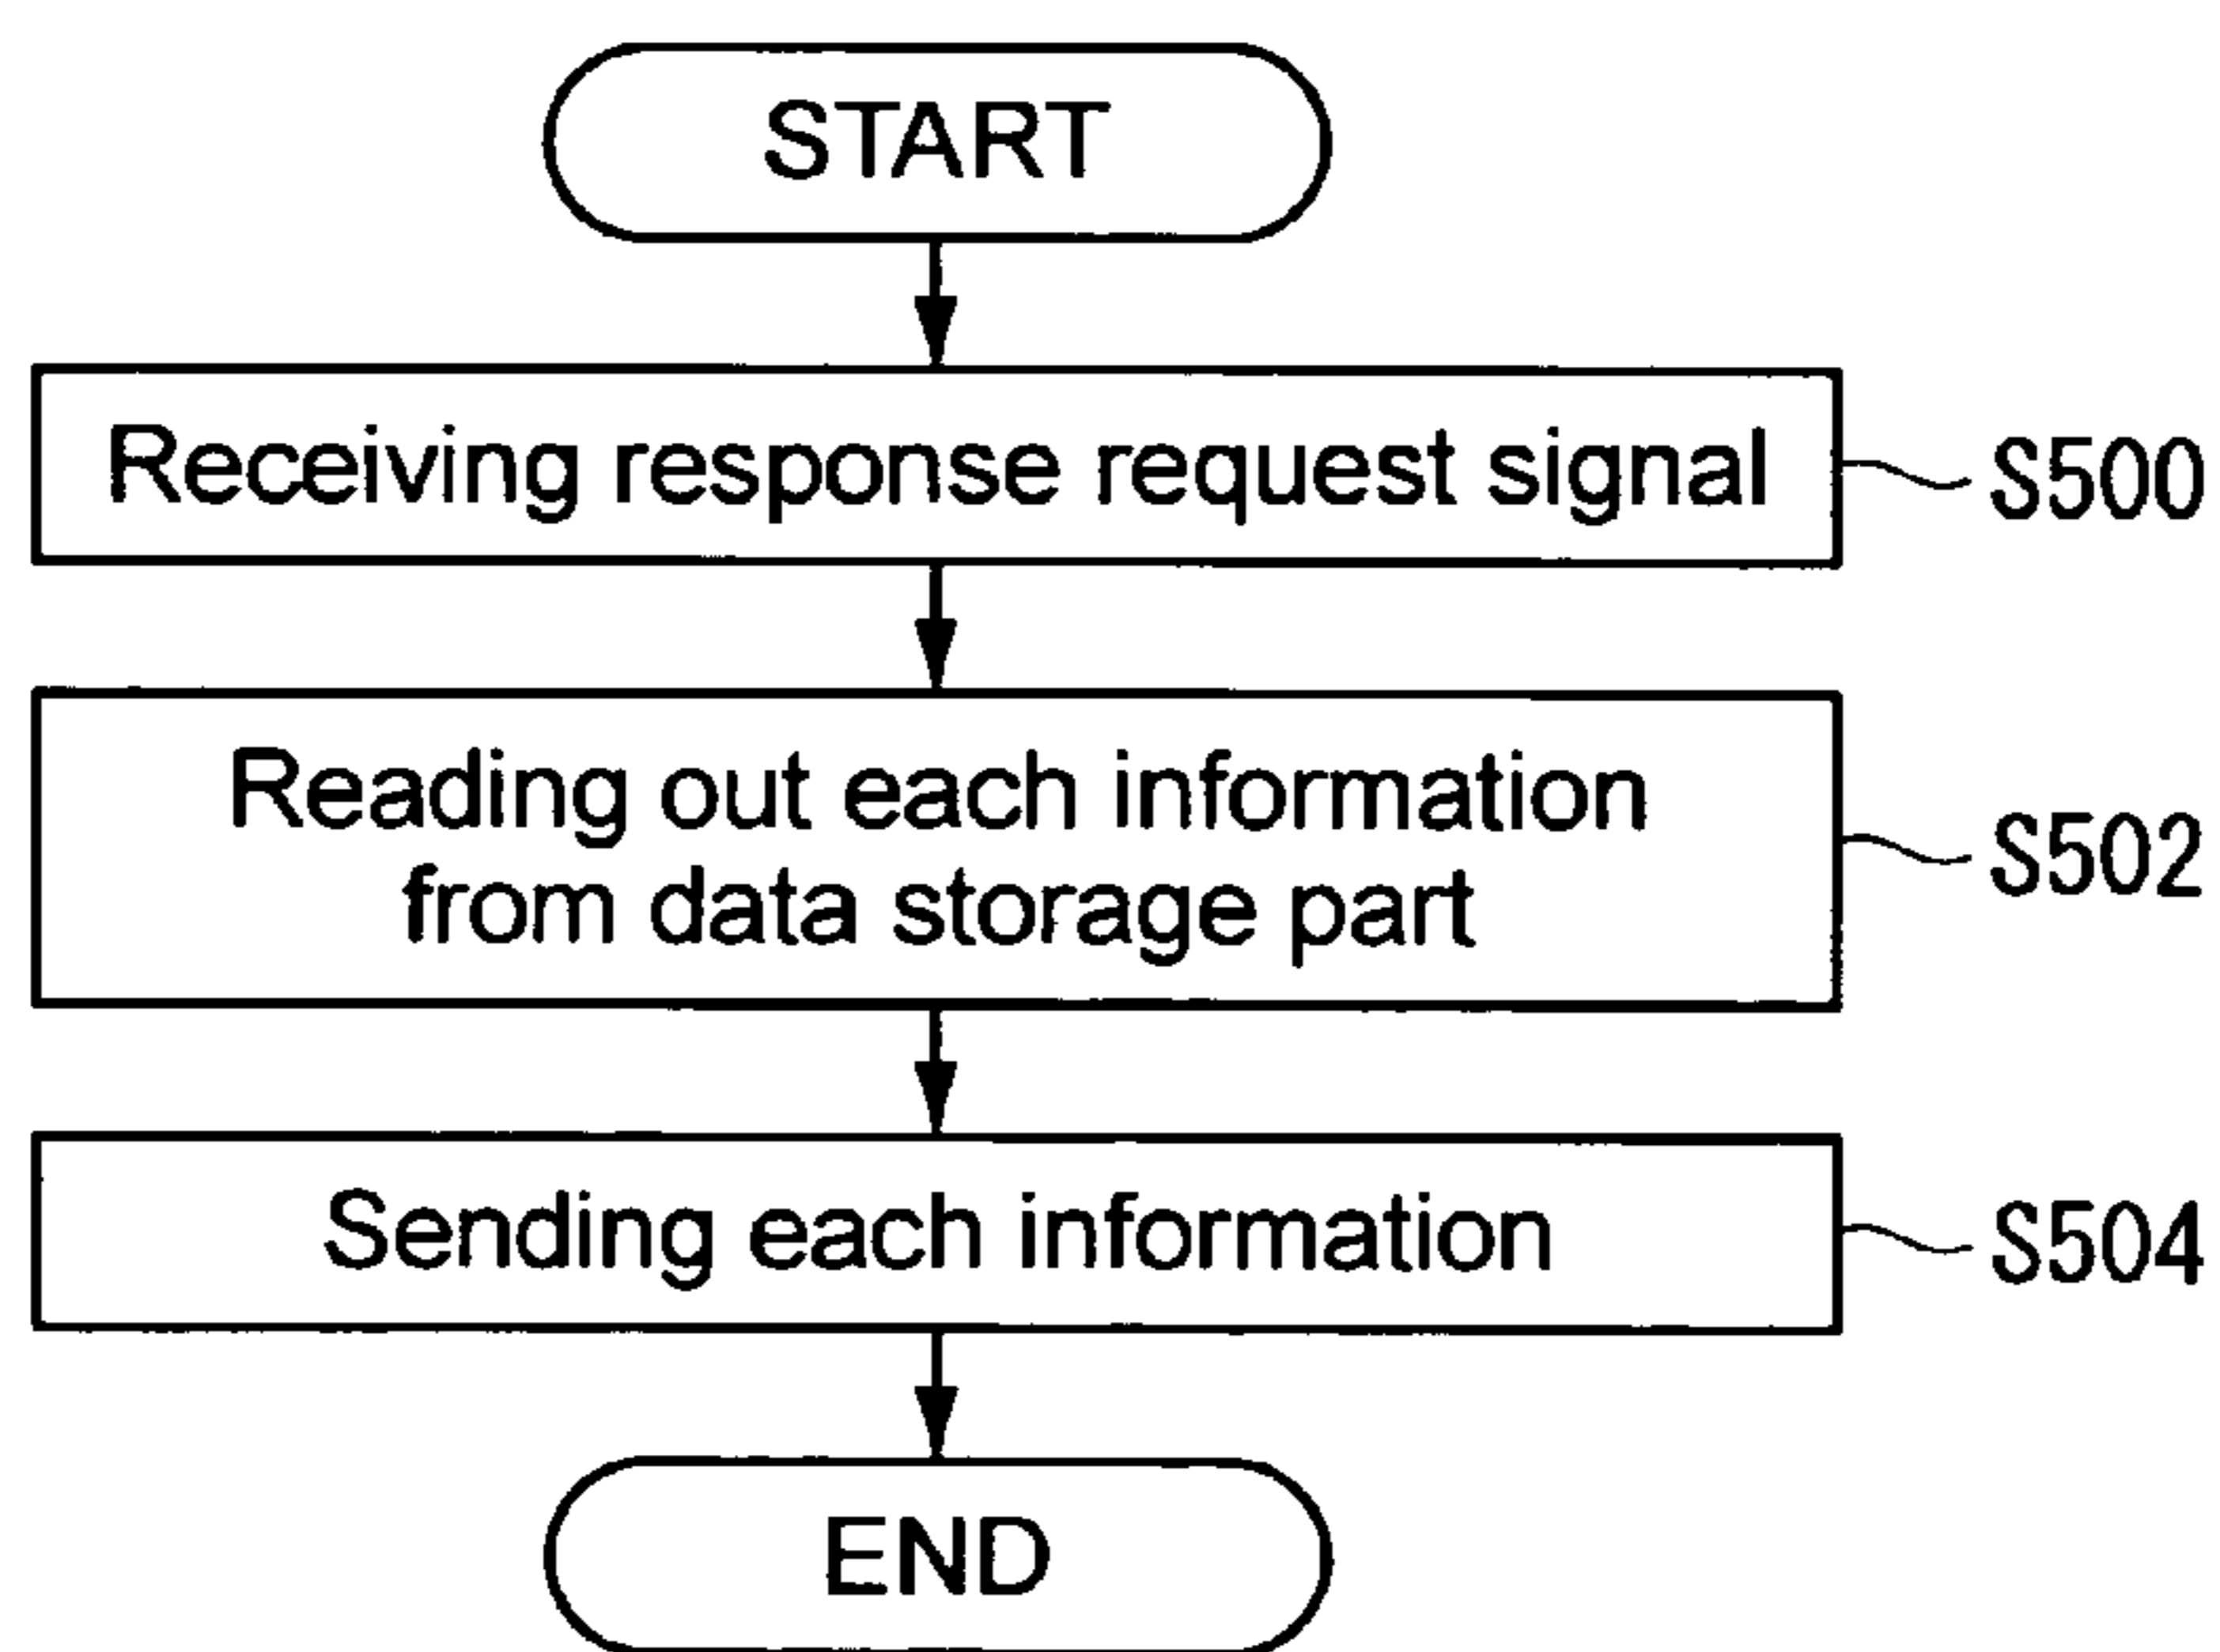 START
Receiving response request signal
S500
Reading out each information
from data storage part
S502
Sending each information
S504
END